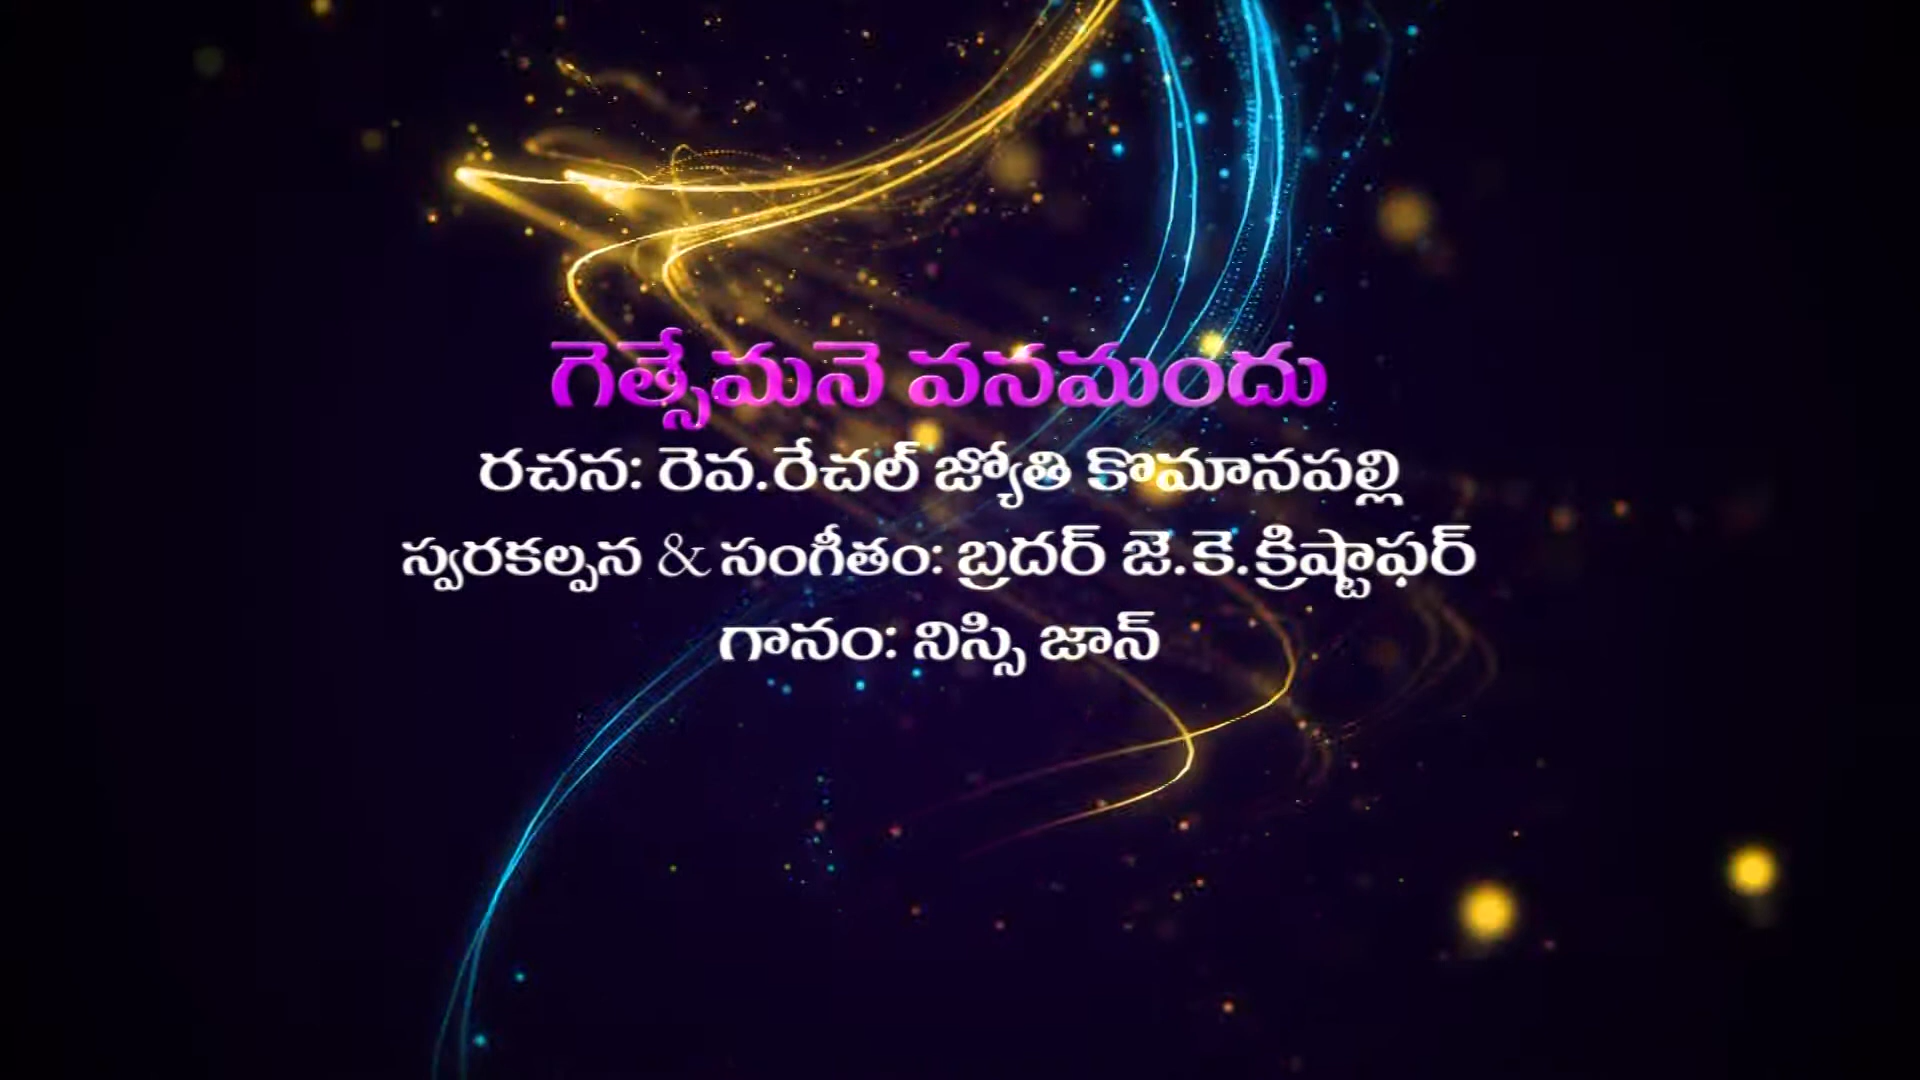 గెత్సేమనె వనమందు
రచన: రెవ.రేచల్ జ్యోతి కొమానపల్లి
స్వరకల్పన & సంగీతం: బ్రదర్ జె.కె.క్రిష్టాఫర్
గానం: నిస్సి జాన్